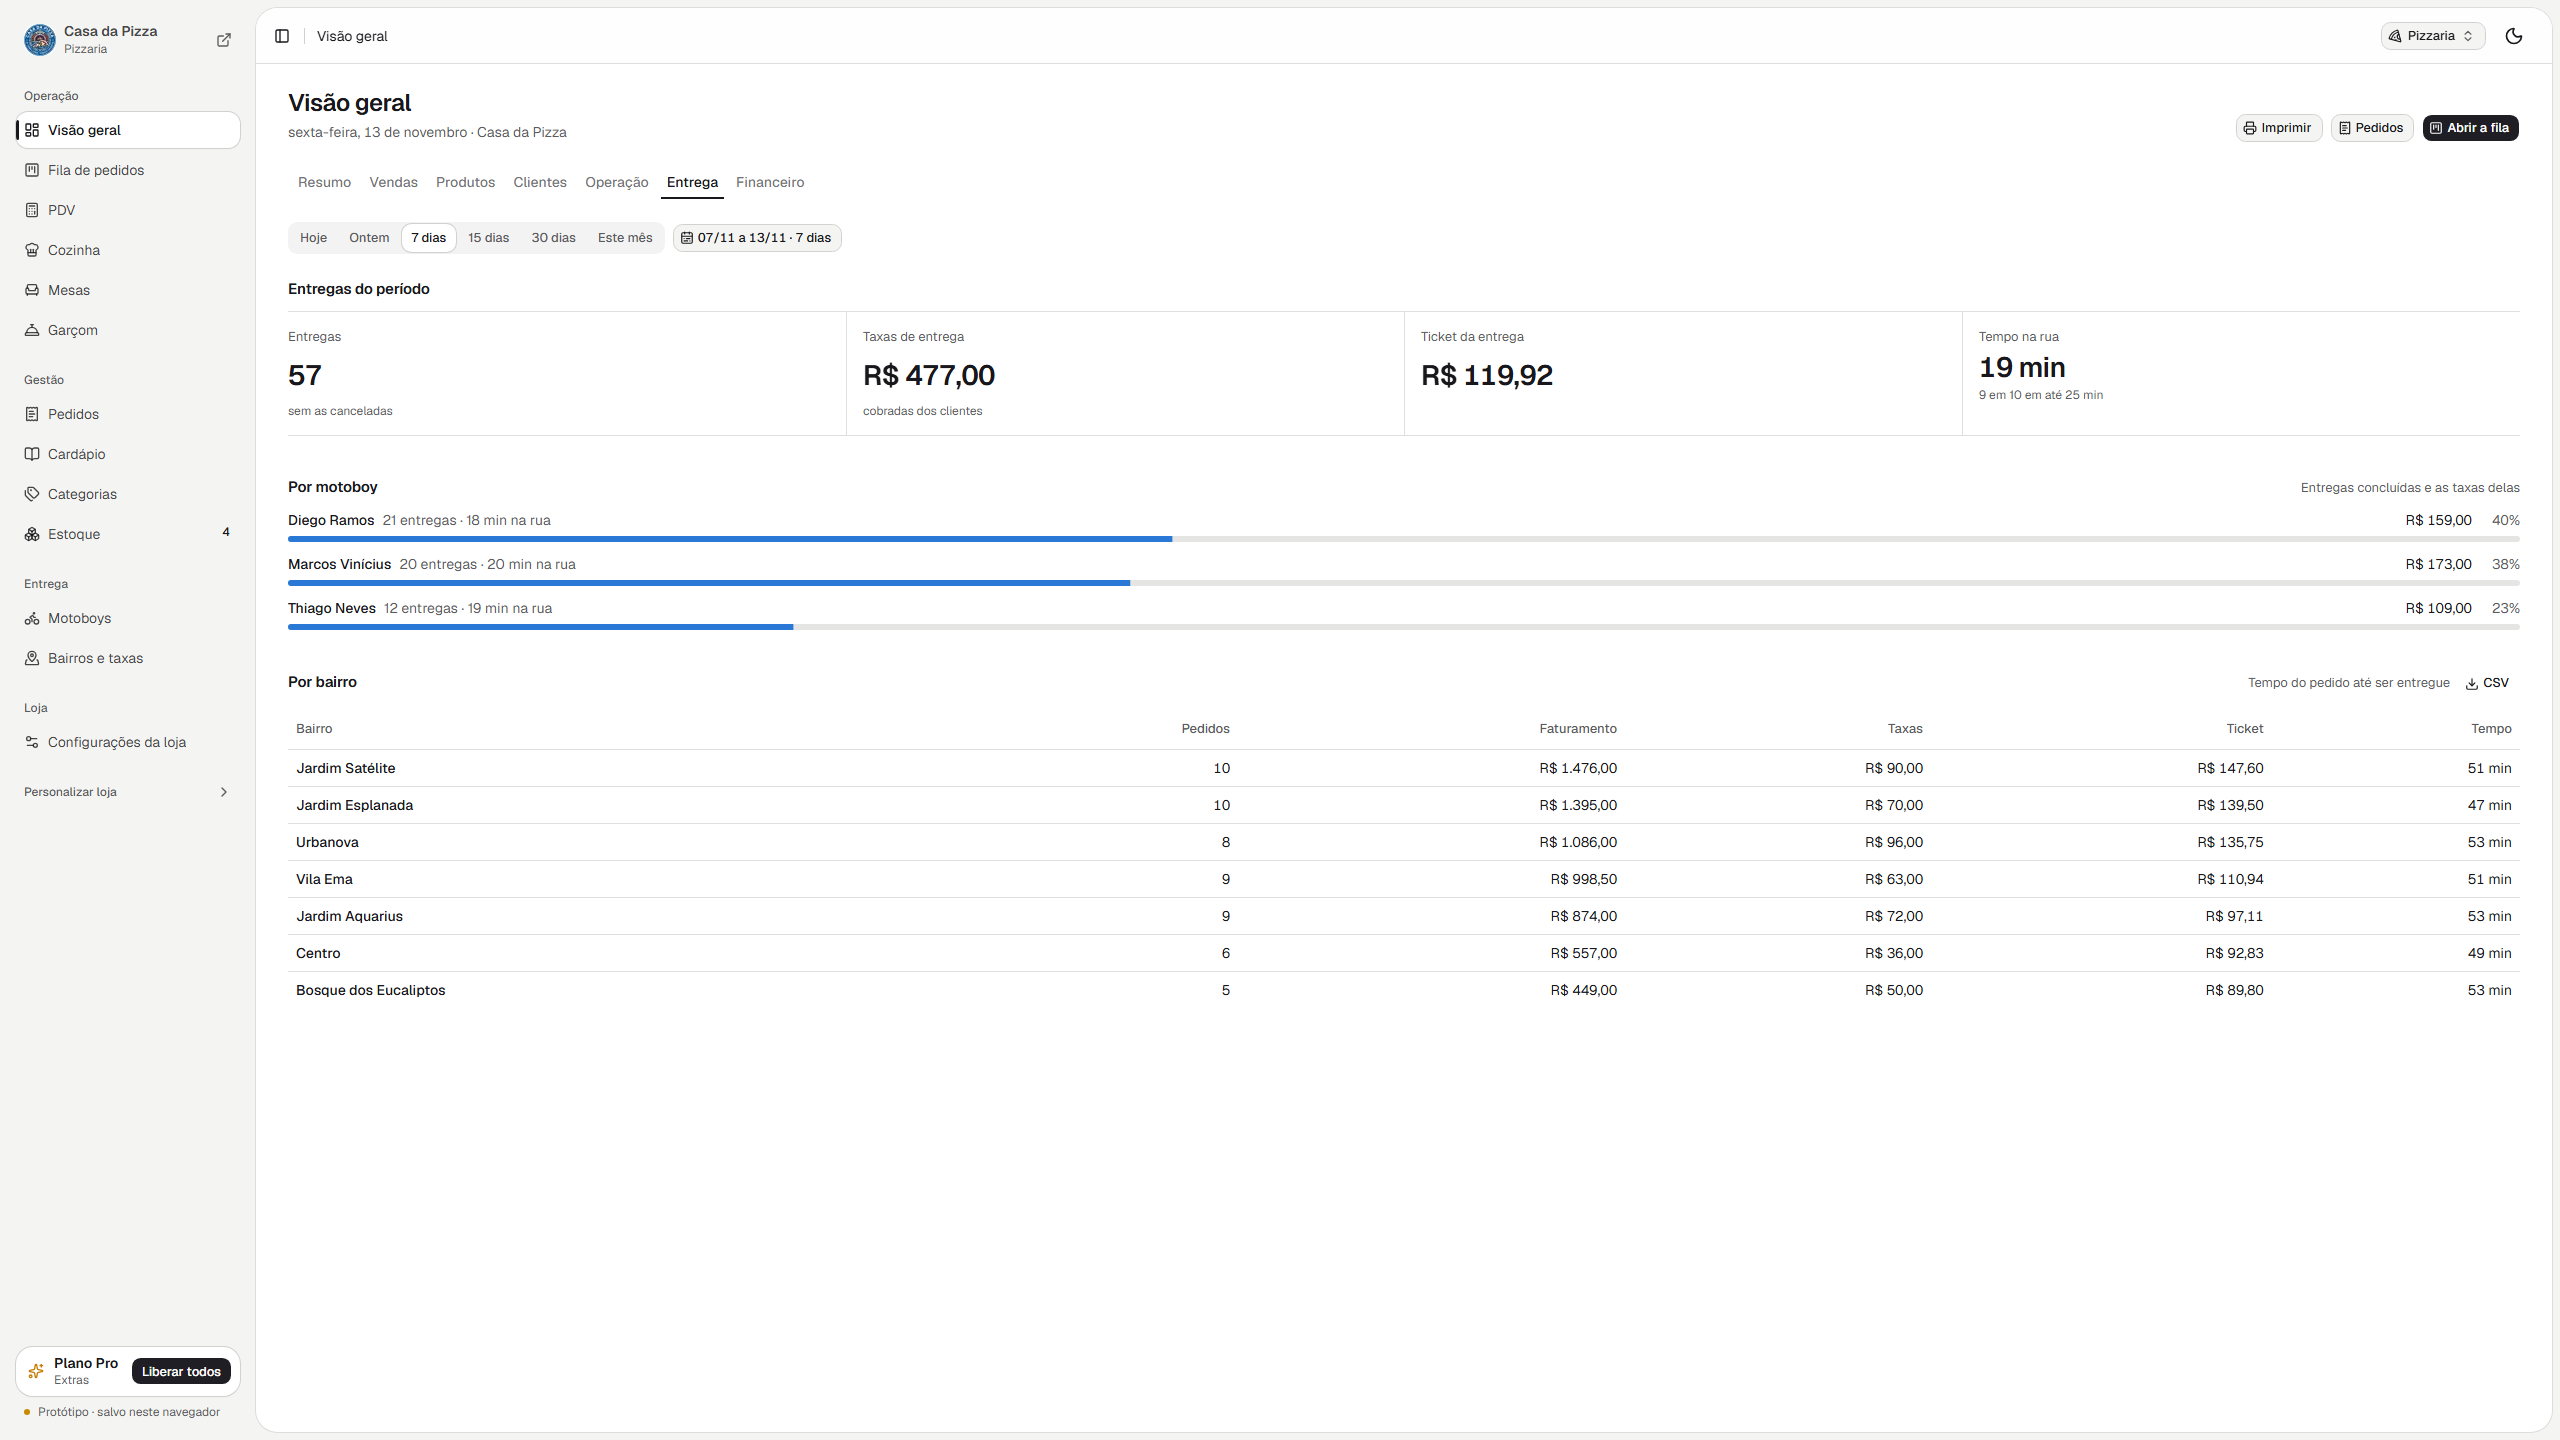 Casa da Pizza
Pizzaria
Operação
Visão geral
Fila de pedidos
PDV
Cozinha
Mesas
Garçom
Gestão
Pedidos
Cardápio
Categorias
Estoque 4
Entrega
Motoboys
Bairros e taxas
Loja
Configurações da loja
Personalizar loja
Plano Pro
Extras
Liberar todos
Protótipo · salvo neste navegador
Visão geral
Pizzaria
Visão geral
sexta-feira, 13 de novembro · Casa da Pizza
Imprimir Pedidos Abrir a fila
Resumo Vendas Produtos Clientes Operação Entrega Financeiro
Hoje Ontem 7 dias 15 dias 30 dias Este mês 07/11 a 13/11 · 7 dias
Entregas do período
Entregas
57
sem as canceladas
Taxas de entrega
R$ 477,00
cobradas dos clientes
Ticket da entrega
R$ 119,92
Tempo na rua
19 min
9 em 10 em até 25 min
Por motoboy Entregas concluídas e as taxas delas
Diego Ramos 21 entregas · 18 min na rua R$ 159,00 40%
Marcos Vinícius 20 entregas · 20 min na rua R$ 173,00 38%
Thiago Neves 12 entregas · 19 min na rua R$ 109,00 23%
Por bairro Tempo do pedido até ser entregue CSV
Bairro Pedidos Faturamento Taxas Ticket Tempo
Jardim Satélite 10 R$ 1.476,00 R$ 90,00 R$ 147,60 51 min
Jardim Esplanada 10 R$ 1.395,00 R$ 70,00 R$ 139,50 47 min
Urbanova 8 R$ 1.086,00 R$ 96,00 R$ 135,75 53 min
Vila Ema 9 R$ 998,50 R$ 63,00 R$ 110,94 51 min
Jardim Aquarius 9 R$ 874,00 R$ 72,00 R$ 97,11 53 min
Centro 6 R$ 557,00 R$ 36,00 R$ 92,83 49 min
Bosque dos Eucaliptos 5 R$ 449,00 R$ 50,00 R$ 89,80 53 min